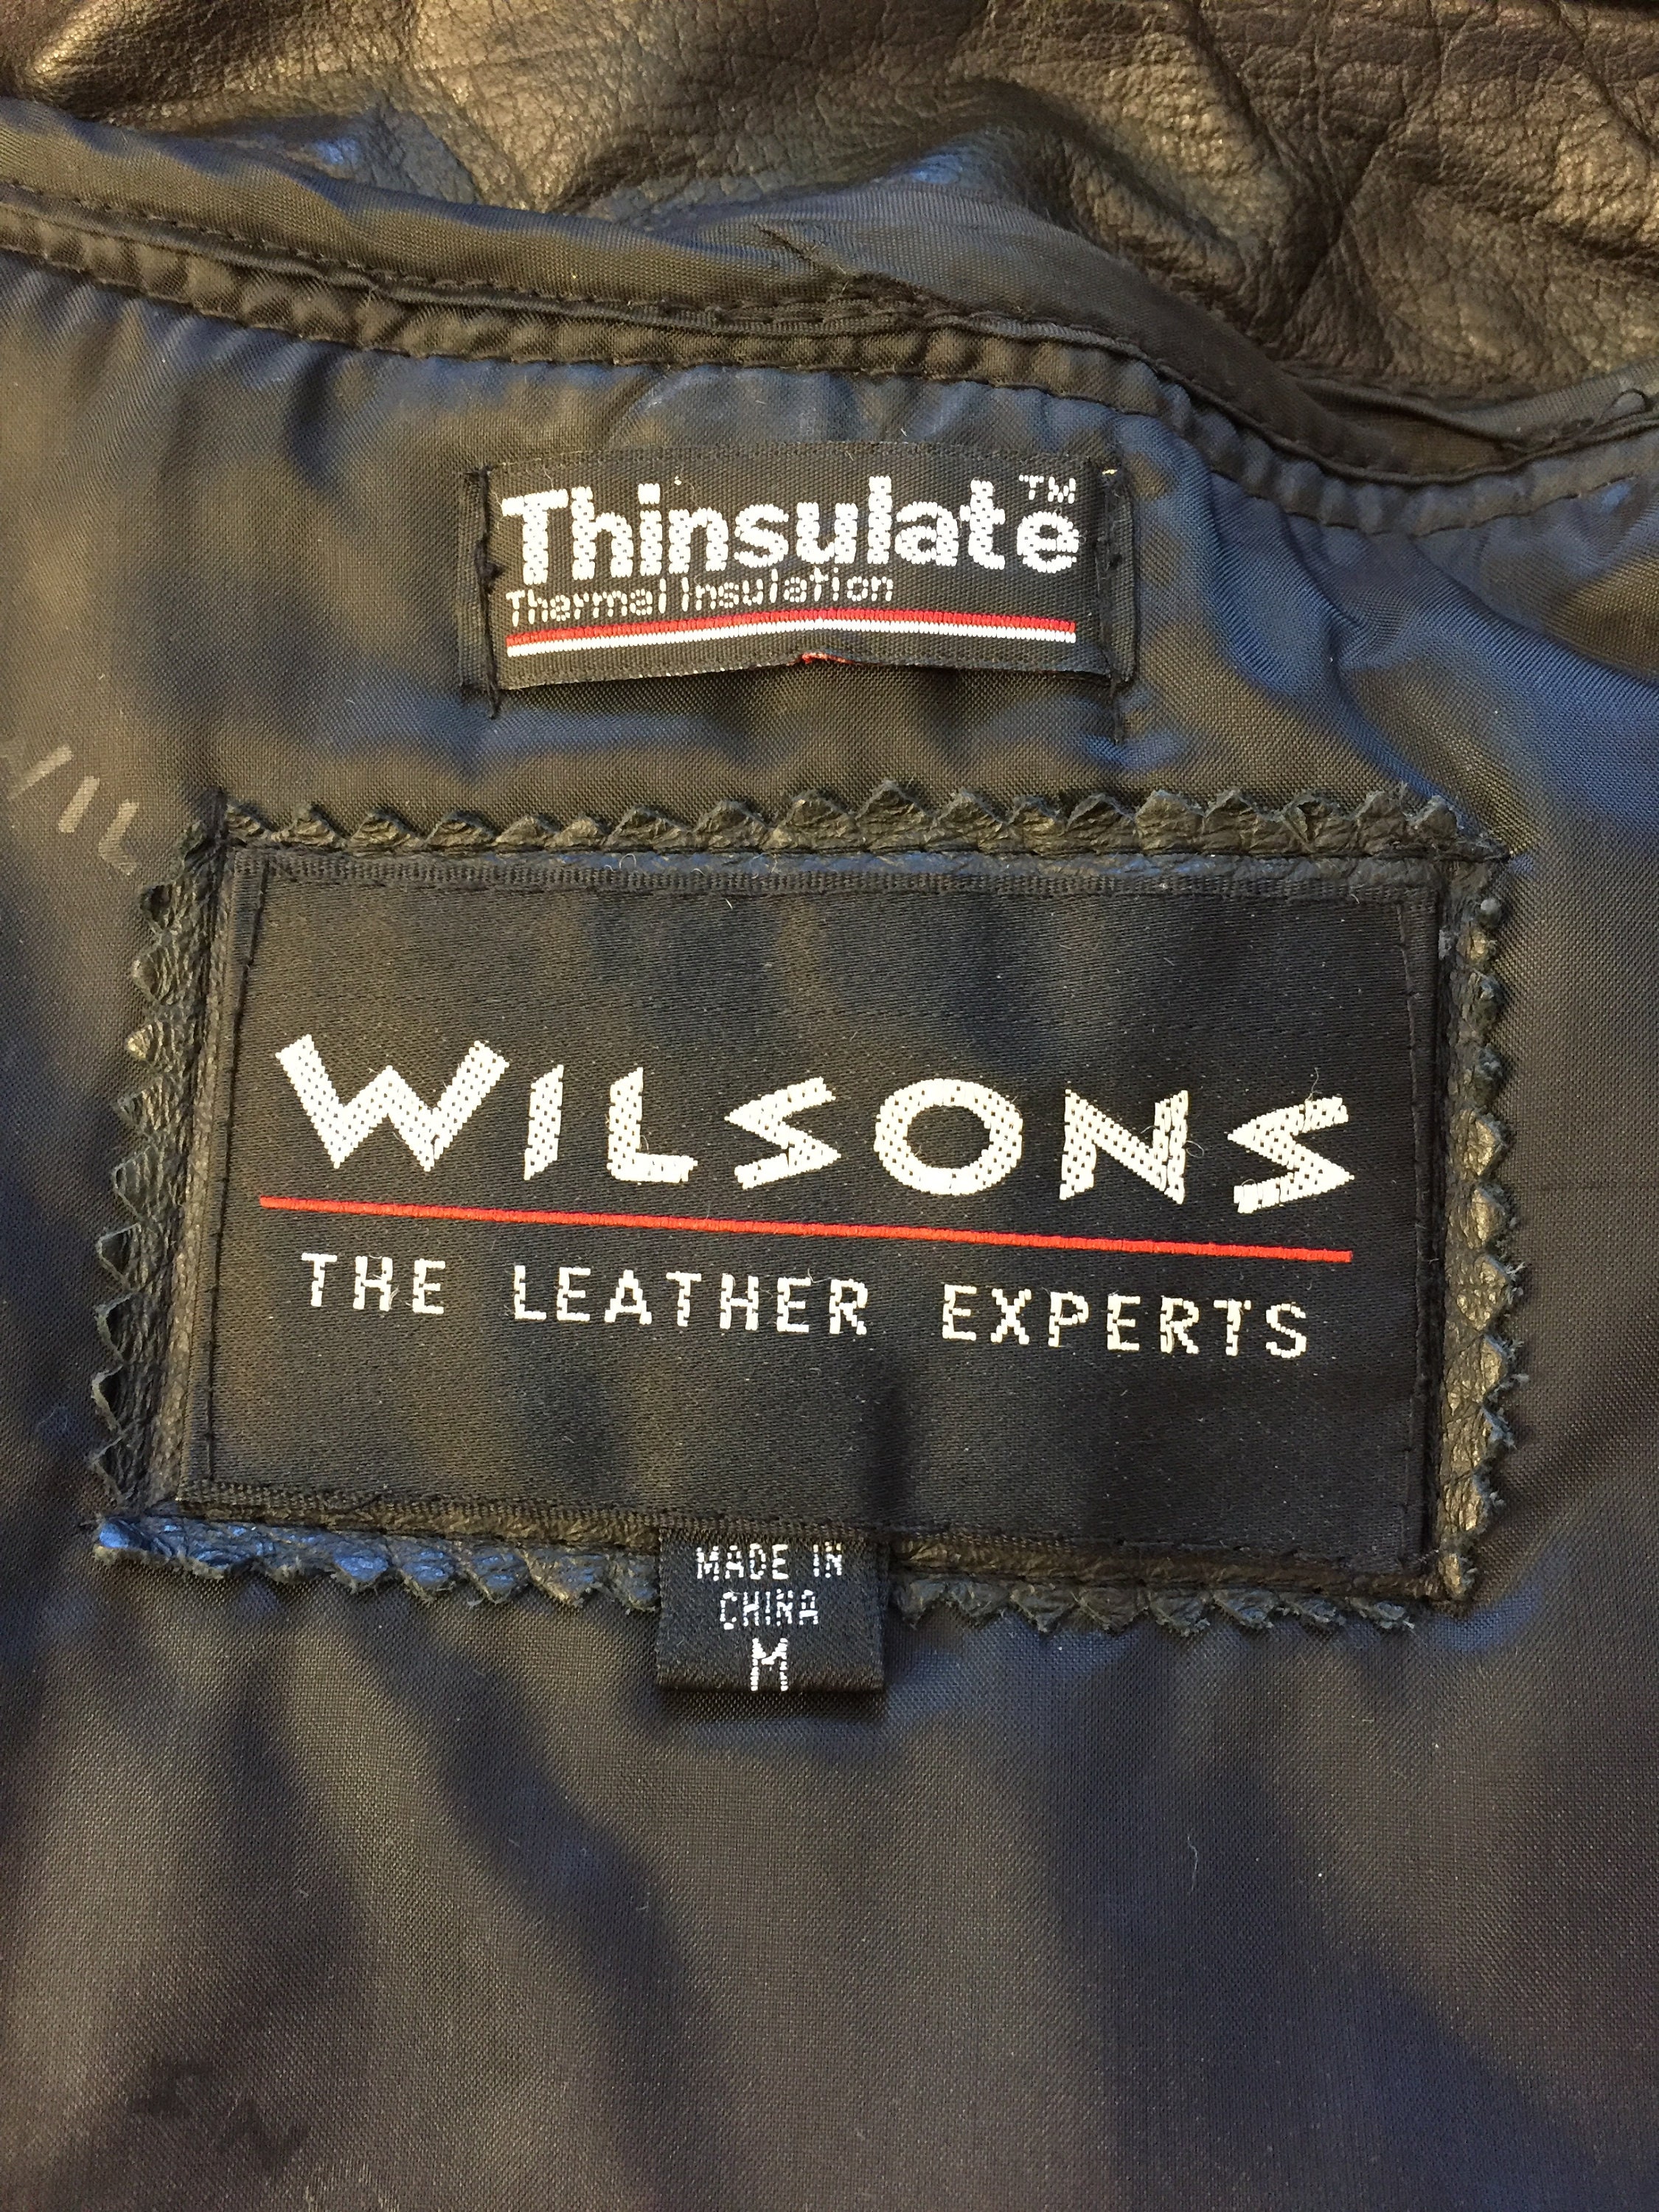 Thinsulate™
Thermal Insulation
WILSONS
THE LEATHER EXPERTS
MADE IN
CHINA
M